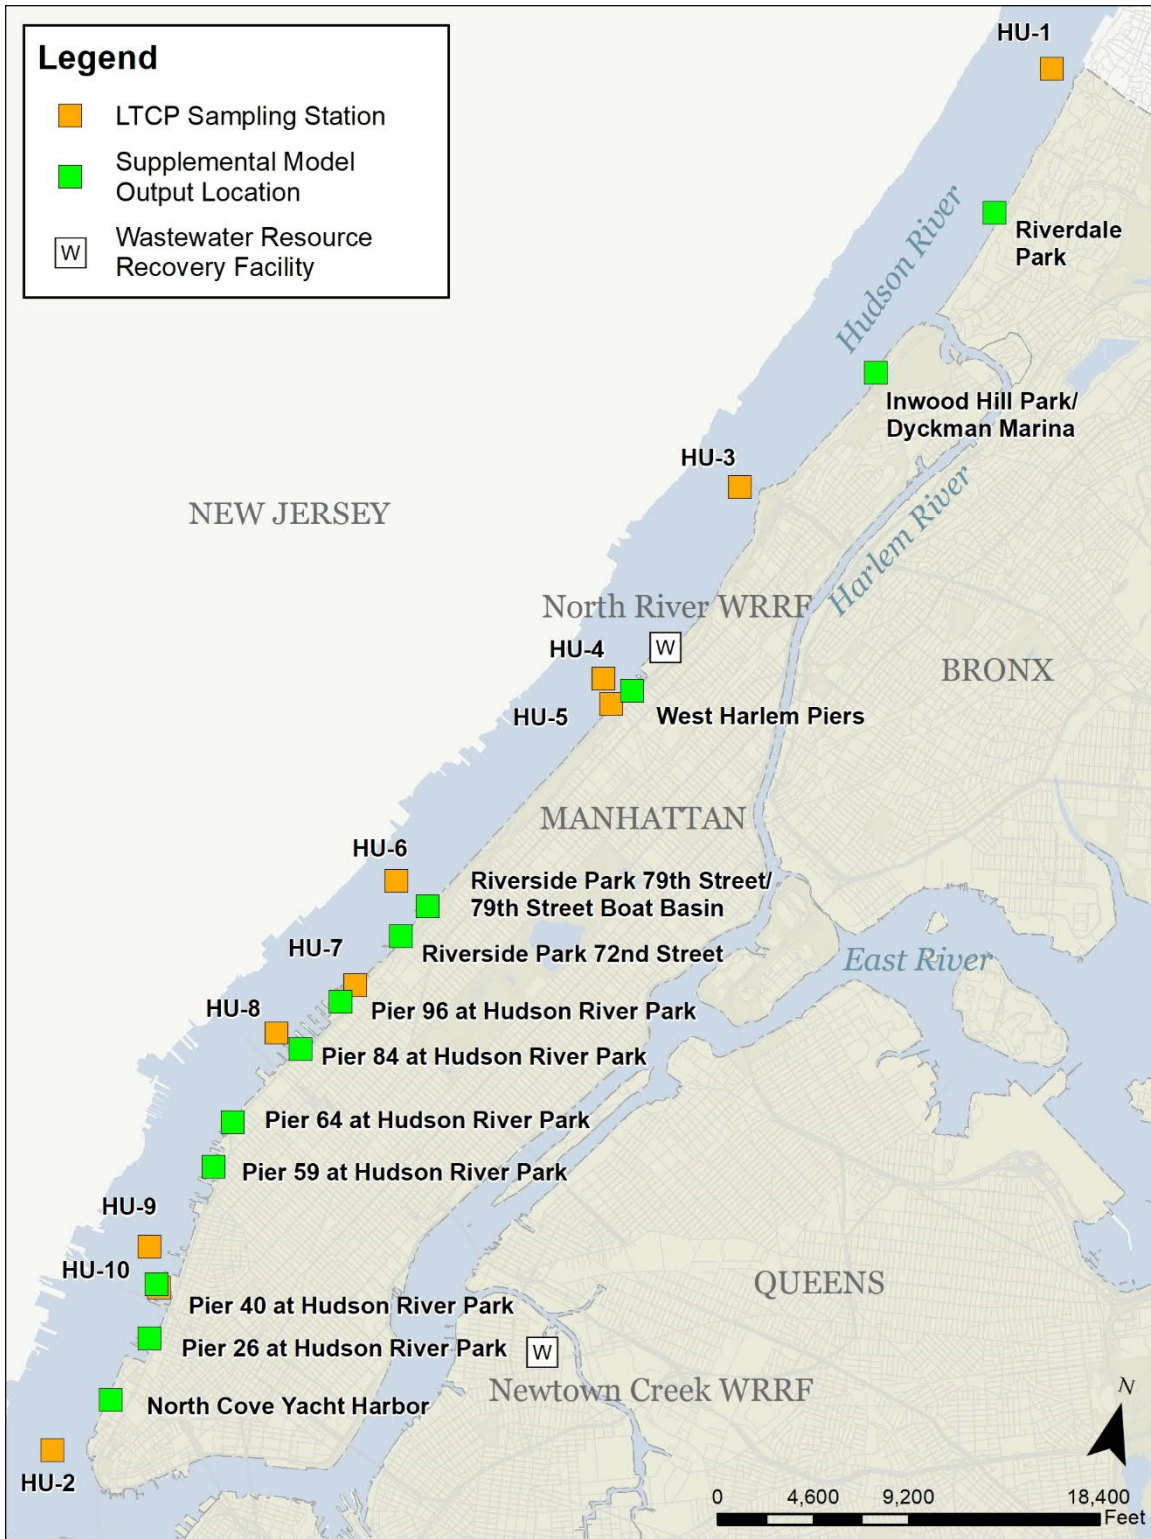 Legend
LTCP Sampling Station
Supplemental Model
Output Location
W
Wastewater Resource
Recovery Facility
HU-1
Riverdale
Park
Hudson River
Inwood Hill Park/
Dyckman Marina
HU-3
NEW JERSEY
Harlem River
North River WRRF
W
HU-4
BRONX
HU-5
West Harlem Piers
MANHATTAN
HU-6
Riverside Park 79th Street/
79th Street Boat Basin
HU-7
Riverside Park 72nd Street
East River
HU-8
Pier 96 at Hudson River Park
Pier 84 at Hudson River Park
Pier 64 at Hudson River Park
Pier 59 at Hudson River Park
HU-9
HU-10
QUEENS
Pier 40 at Hudson River Park
Pier 26 at Hudson River Park
W
Newtown Creek WRRF
North Cove Yacht Harbor
N
HU-2
0 4,600 9,200 18,400
Feet